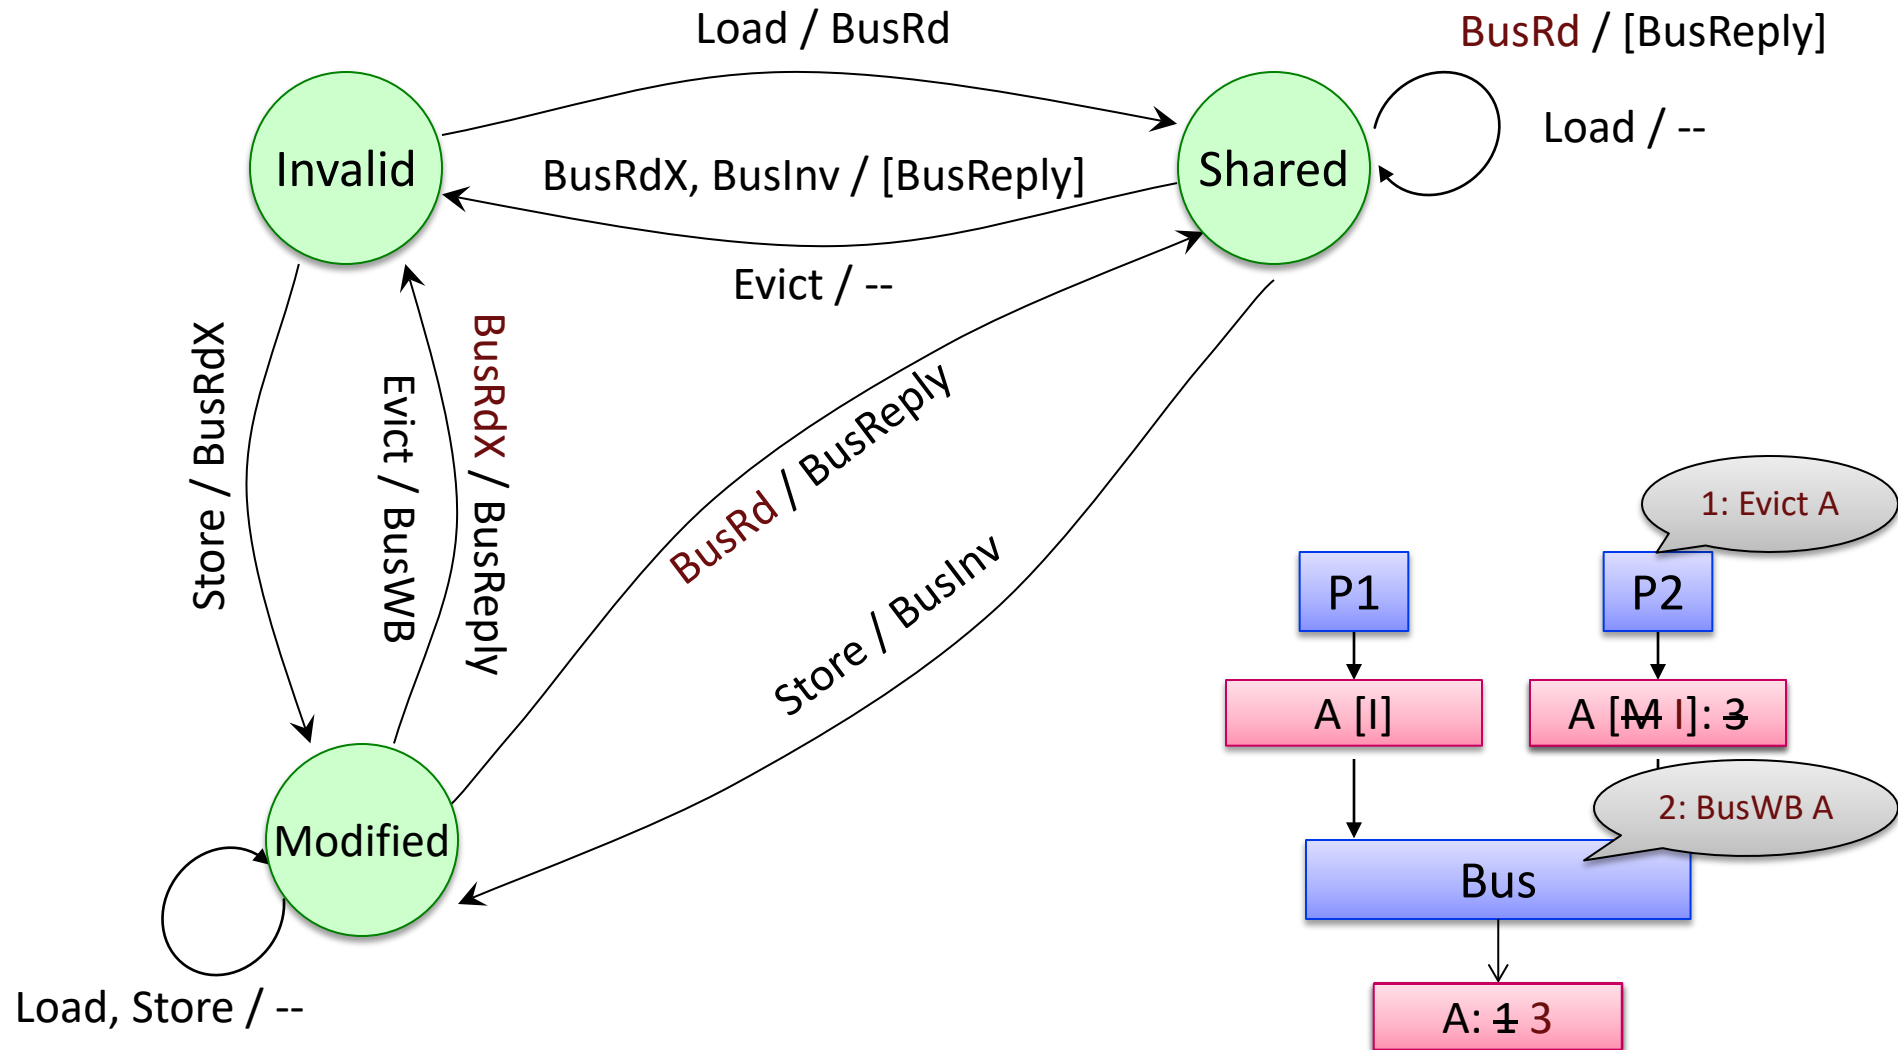 Load / BusRd
BusRd / [BusReply]
Load / --
Invalid
Shared
BusRdX, BusInv / [BusReply]
Evict / --
Store / BusRdX
Evict / BusWB
BusRdX / BusReply
BusRd / BusReply
Store / BusInv
Modified
Load, Store / --
1: Evict A
P1
P2
A [I]
A [M I]: 3
2: BusWB A
Bus
A: 1 3